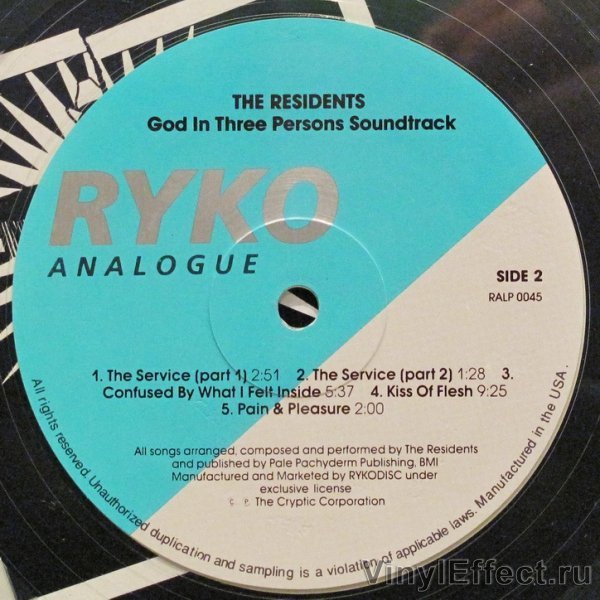 THE RESIDENTS
God In Three Persons Soundtrack
RYKO
ANALOGUE
SIDE 2
RALP 0045
1. The Service (part 1) 2:51 2. The Service (part 2) 1:28 3.
Confused By What I Felt Inside 5:37 4. Kiss Of Flesh 9:25
5. Pain & Pleasure 2:00
All songs arranged, composed and performed by The Residents
and published by Pale Pachyderm Publishing, BMI
Manufactured and Marketed by RYKODISC under
exclusive license
© ℗ The Cryptic Corporation
All rights reserved. Unauthorized duplication and sampling is a violation of applicable laws. Manufactured in the USA.
VinylEffect.ru